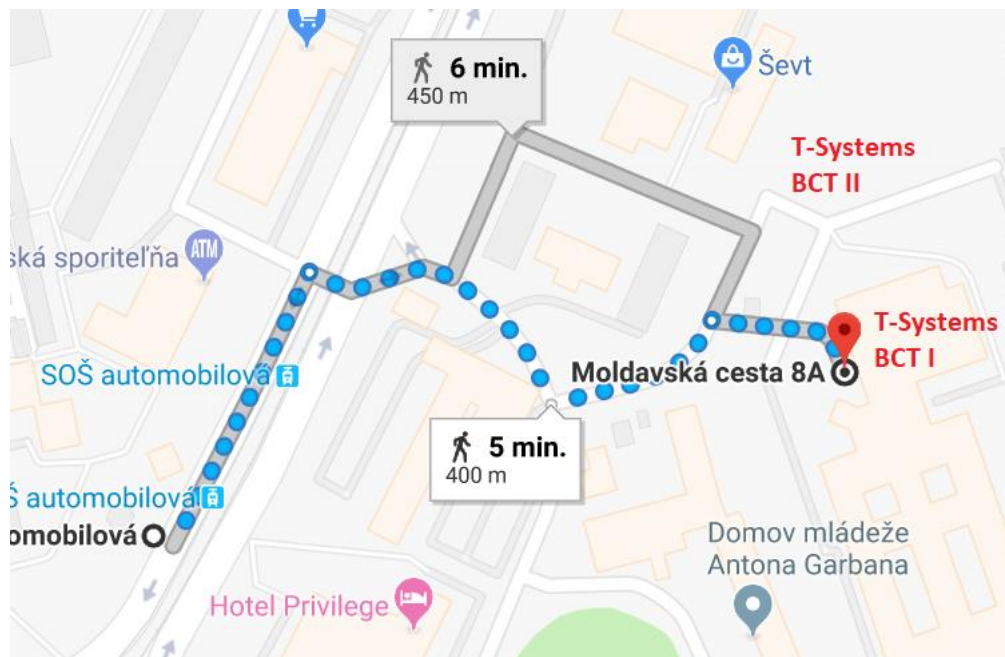 6 min.
450 m
Ševt
T-Systems
BCT II
ská sporiteľňa
ATM
T-Systems
BCT I
SOŠ automobilová
Moldavská cesta 8A
5 min.
400 m
Š automobilová
omobilová
Domov mládeže
Antona Garbana
Hotel Privilege